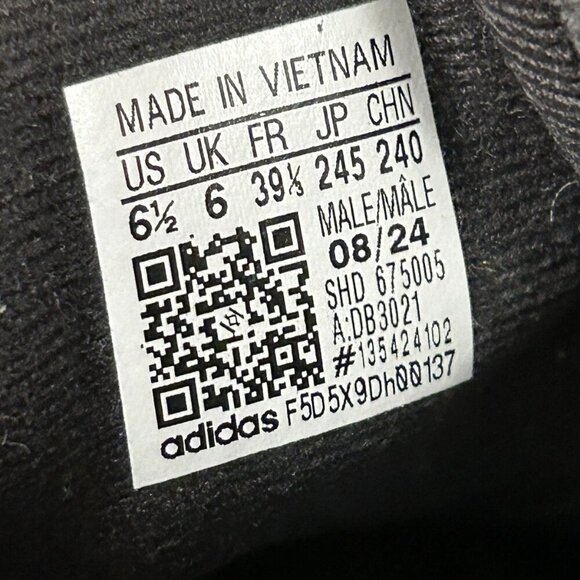 MADE IN VIETNAM
US UK FR JP CHN
6½ 6 39⅓ 245 240
MALE/MÂLE
08/24
SHD 675005
A:DB3021
#135424102
adidas F5D5X9Dh00137